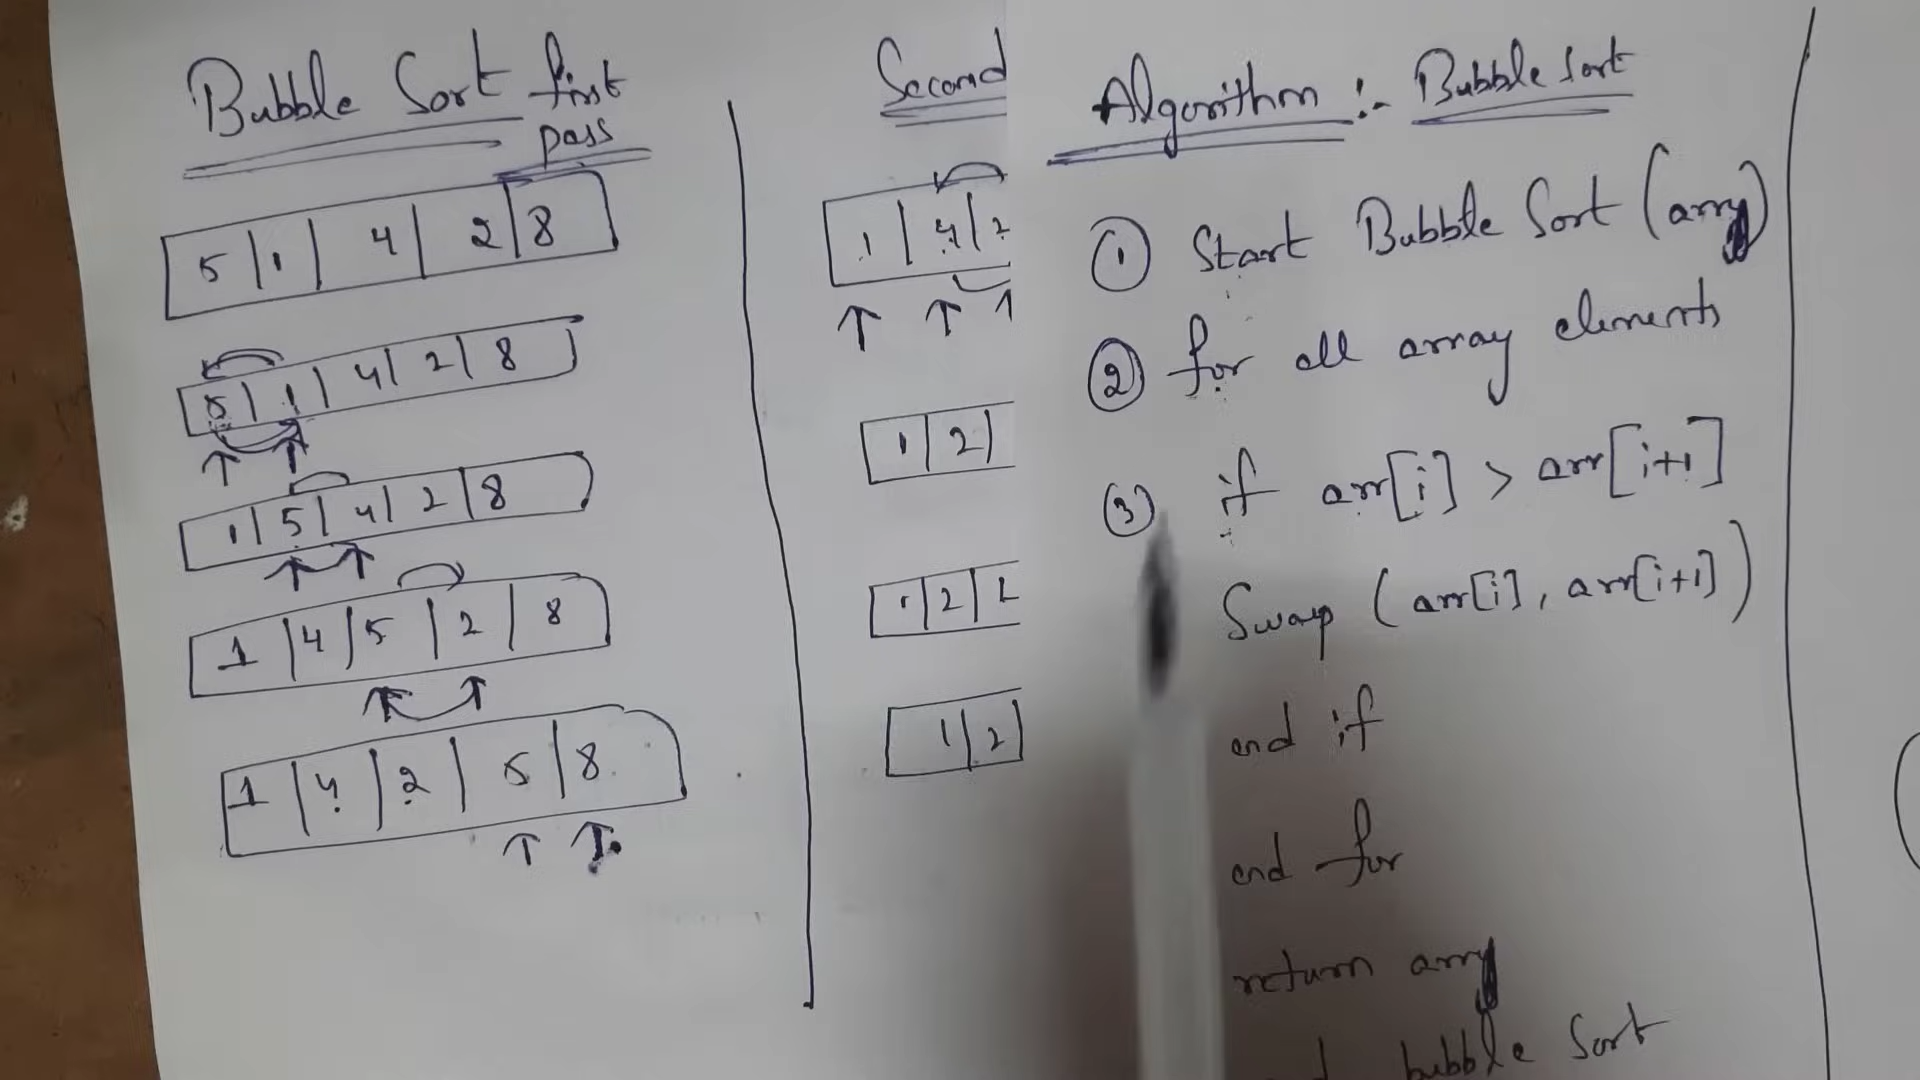 Bubble Sort first
pass
5 | 1 | 4 | 2 | 8
5 | 1 | 4 | 2 | 8
1 | 5 | 4 | 2 | 8
1 | 4 | 5 | 2 | 8
1 | 4 | 2 | 5 | 8
Second
1 | 4 | 2
1 | 2 |
1 | 2 |
1 | 2 |
Algorithm :- Bubble Sort
① Start Bubble Sort (array)
② for all array elements
③ if arr[i] > arr[i+1]
Swap (arr[i], arr[i+1])
end if
end for
return array
bubble Sort